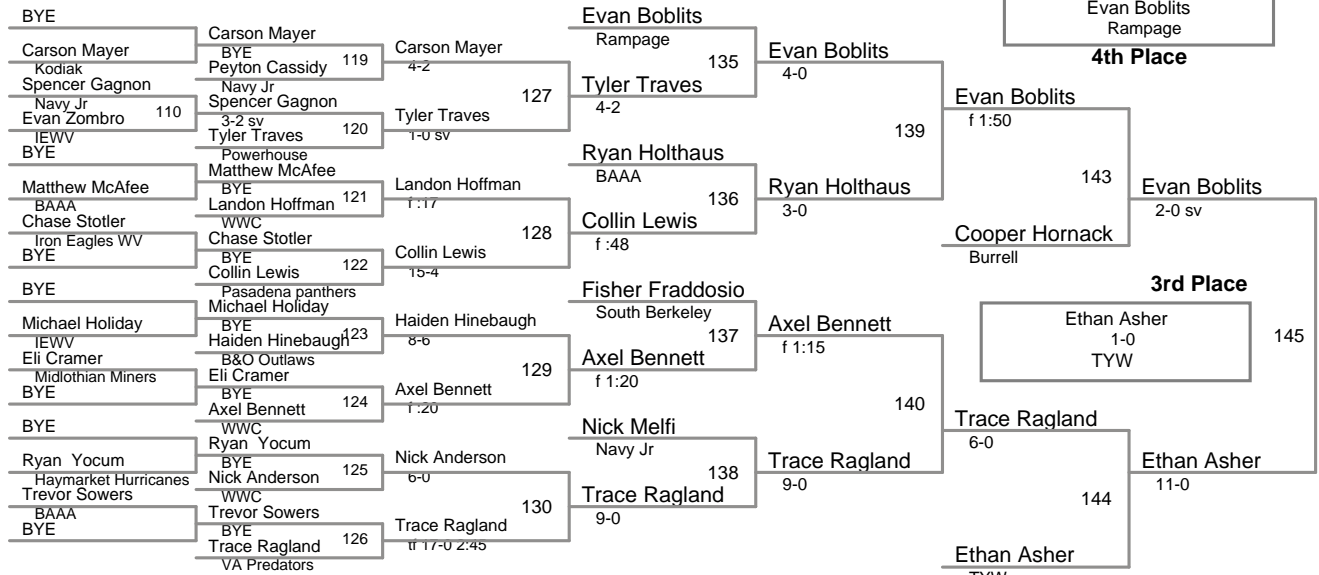 BYE
Carson Mayer
Kodiak
Spencer Gagnon
Navy Jr
110
Evan Zombro
IEWV
BYE
Matthew McAfee
BAAA
Chase Stotler
Iron Eagles WV
BYE
BYE
Michael Holiday
IEWV
Eli Cramer
Midlothian Miners
BYE
BYE
Ryan Yocum
Haymarket Hurricanes
Trevor Sowers
BAAA
BYE
Carson Mayer
BYE
119
Peyton Cassidy
Navy Jr
Spencer Gagnon
3-2 sv
120
Tyler Traves
Powerhouse
Matthew McAfee
BYE
121
Landon Hoffman
WWC
Chase Stotler
BYE
122
Collin Lewis
Pasadena panthers
Michael Holiday
BYE
123
Haiden Hinebaugh
B&O Outlaws
Eli Cramer
BYE
124
Axel Bennett
WWC
Ryan Yocum
BYE
125
Nick Anderson
WWC
Trevor Sowers
BYE
126
Trace Ragland
VA Predators
Carson Mayer
4-2
127
Tyler Traves
1-0 sv
Landon Hoffman
f :17
128
Collin Lewis
15-4
Haiden Hinebaugh
8-6
129
Axel Bennett
f :20
Nick Anderson
6-0
130
Trace Ragland
tf 17-0 2:45
Evan Boblits
Rampage
135
Tyler Traves
4-2
Ryan Holthaus
BAAA
136
Collin Lewis
f :48
Fisher Fraddosio
South Berkeley
137
Axel Bennett
f 1:20
Nick Melfi
Navy Jr
138
Trace Ragland
9-0
Evan Boblits
4-0
139
Ryan Holthaus
3-0
Axel Bennett
f 1:15
140
Trace Ragland
9-0
Evan Boblits
f 1:50
143
Cooper Hornack
Burrell
Trace Ragland
6-0
144
Ethan Asher
TYW
Evan Boblits
2-0 sv
145
Ethan Asher
11-0
Evan Boblits
Rampage
4th Place
3rd Place
Ethan Asher
1-0
TYW